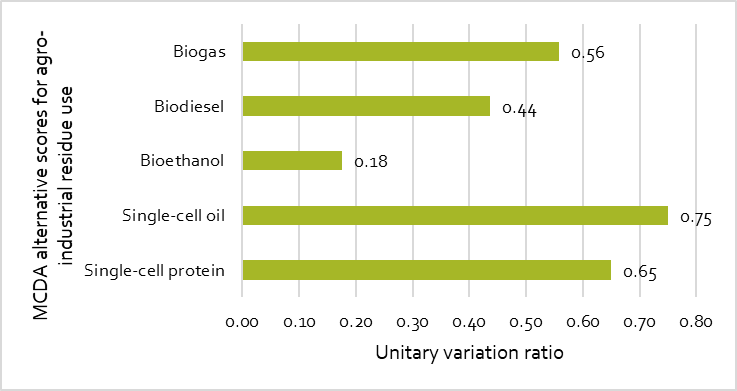 MCDA alternative scores for agro-
industrial residue use
Biogas
0.56
Biodiesel
0.44
Bioethanol
0.18
Single-cell oil
0.75
Single-cell protein
0.65
0.00 0.10 0.20 0.30 0.40 0.50 0.60 0.70 0.80
Unitary variation ratio